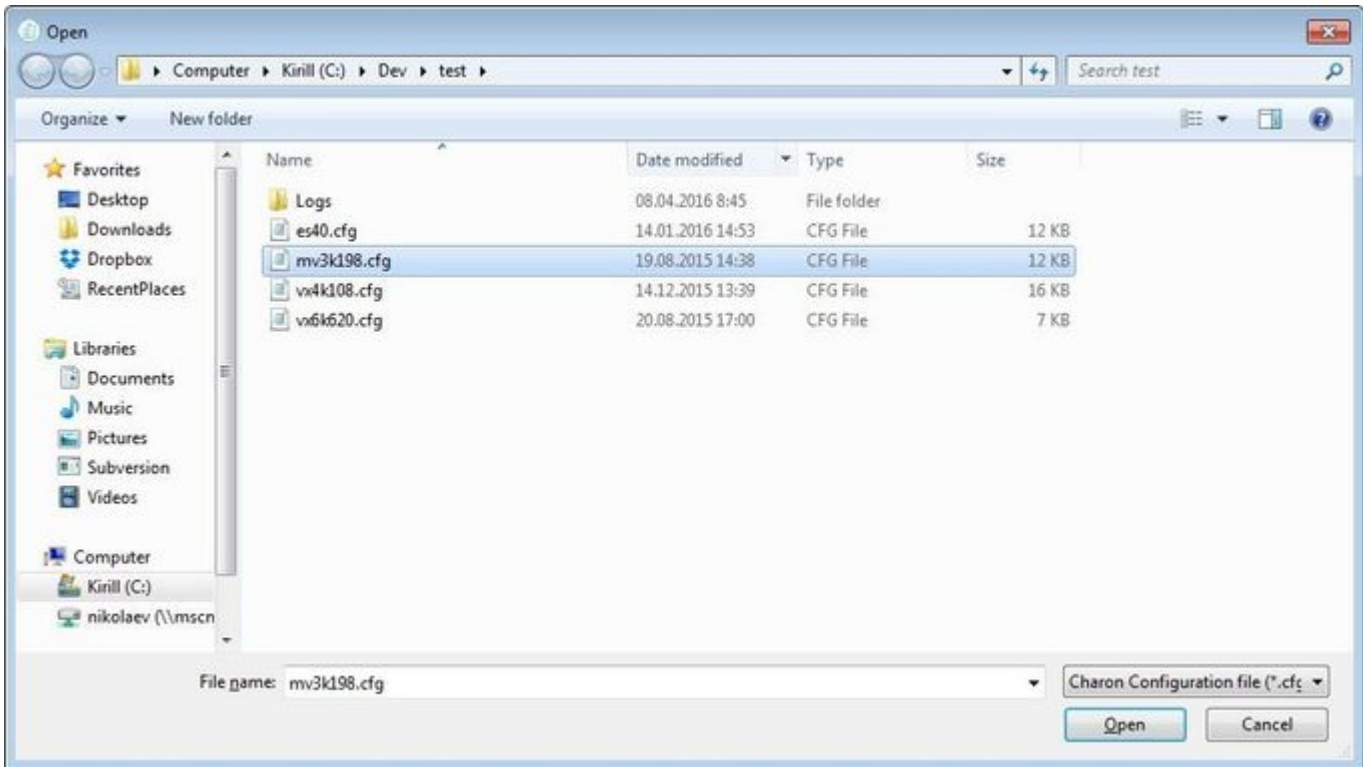 Open
Computer Kirill (C:) Dev test
Search test
Organize New folder
Name Date modified Type Size
Favorites
Desktop
Downloads
Dropbox
RecentPlaces
Libraries
Documents
Music
Pictures
Subversion
Videos
Computer
Kirill (C:)
nikolaev (\\mscn
Logs 08.04.2016 8:45 File folder
es40.cfg 14.01.2016 14:53 CFG File 12 KB
mv3k198.cfg 19.08.2015 14:38 CFG File 12 KB
vx4k108.cfg 14.12.2015 13:39 CFG File 16 KB
vx6k620.cfg 20.08.2015 17:00 CFG File 7 KB
File name: mv3k198.cfg
Charon Configuration file (*.cfg
Open Cancel